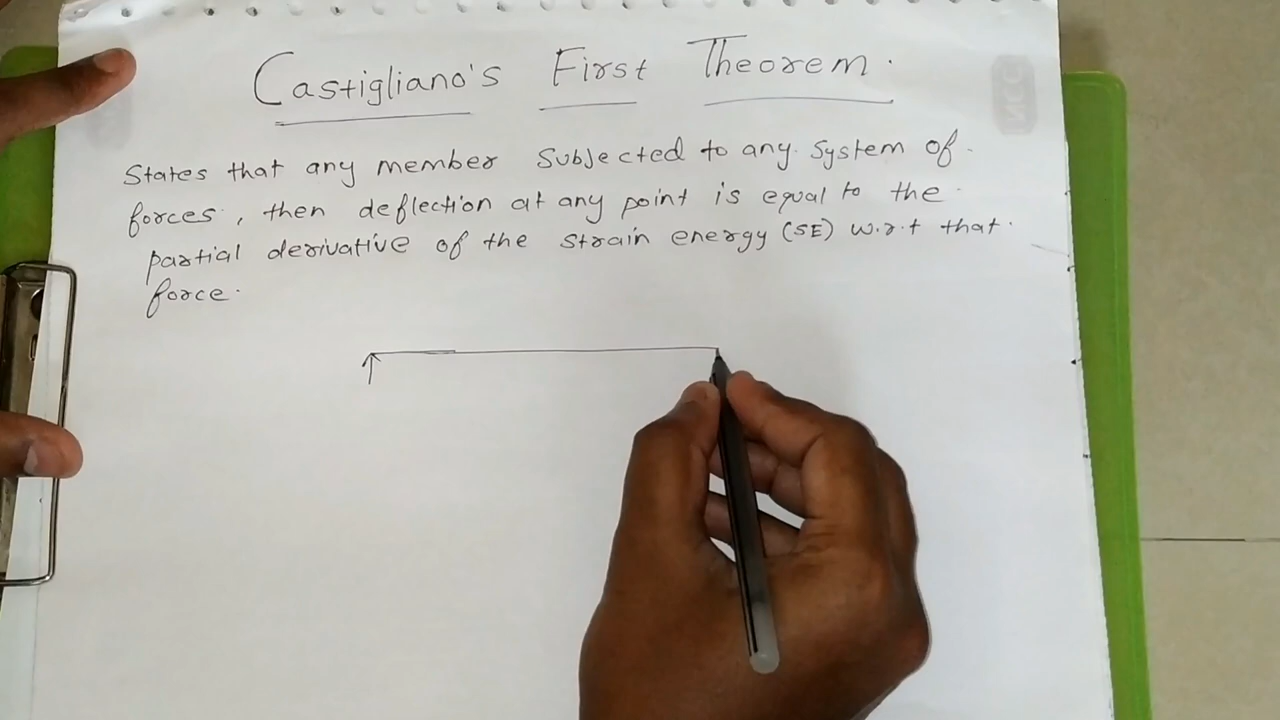 Castigliano's First Theorem.
States that any member Subjected to any system of
forces, then deflection at any point is equal to the
partial derivative of the strain energy (SE) w.r.t that
force.